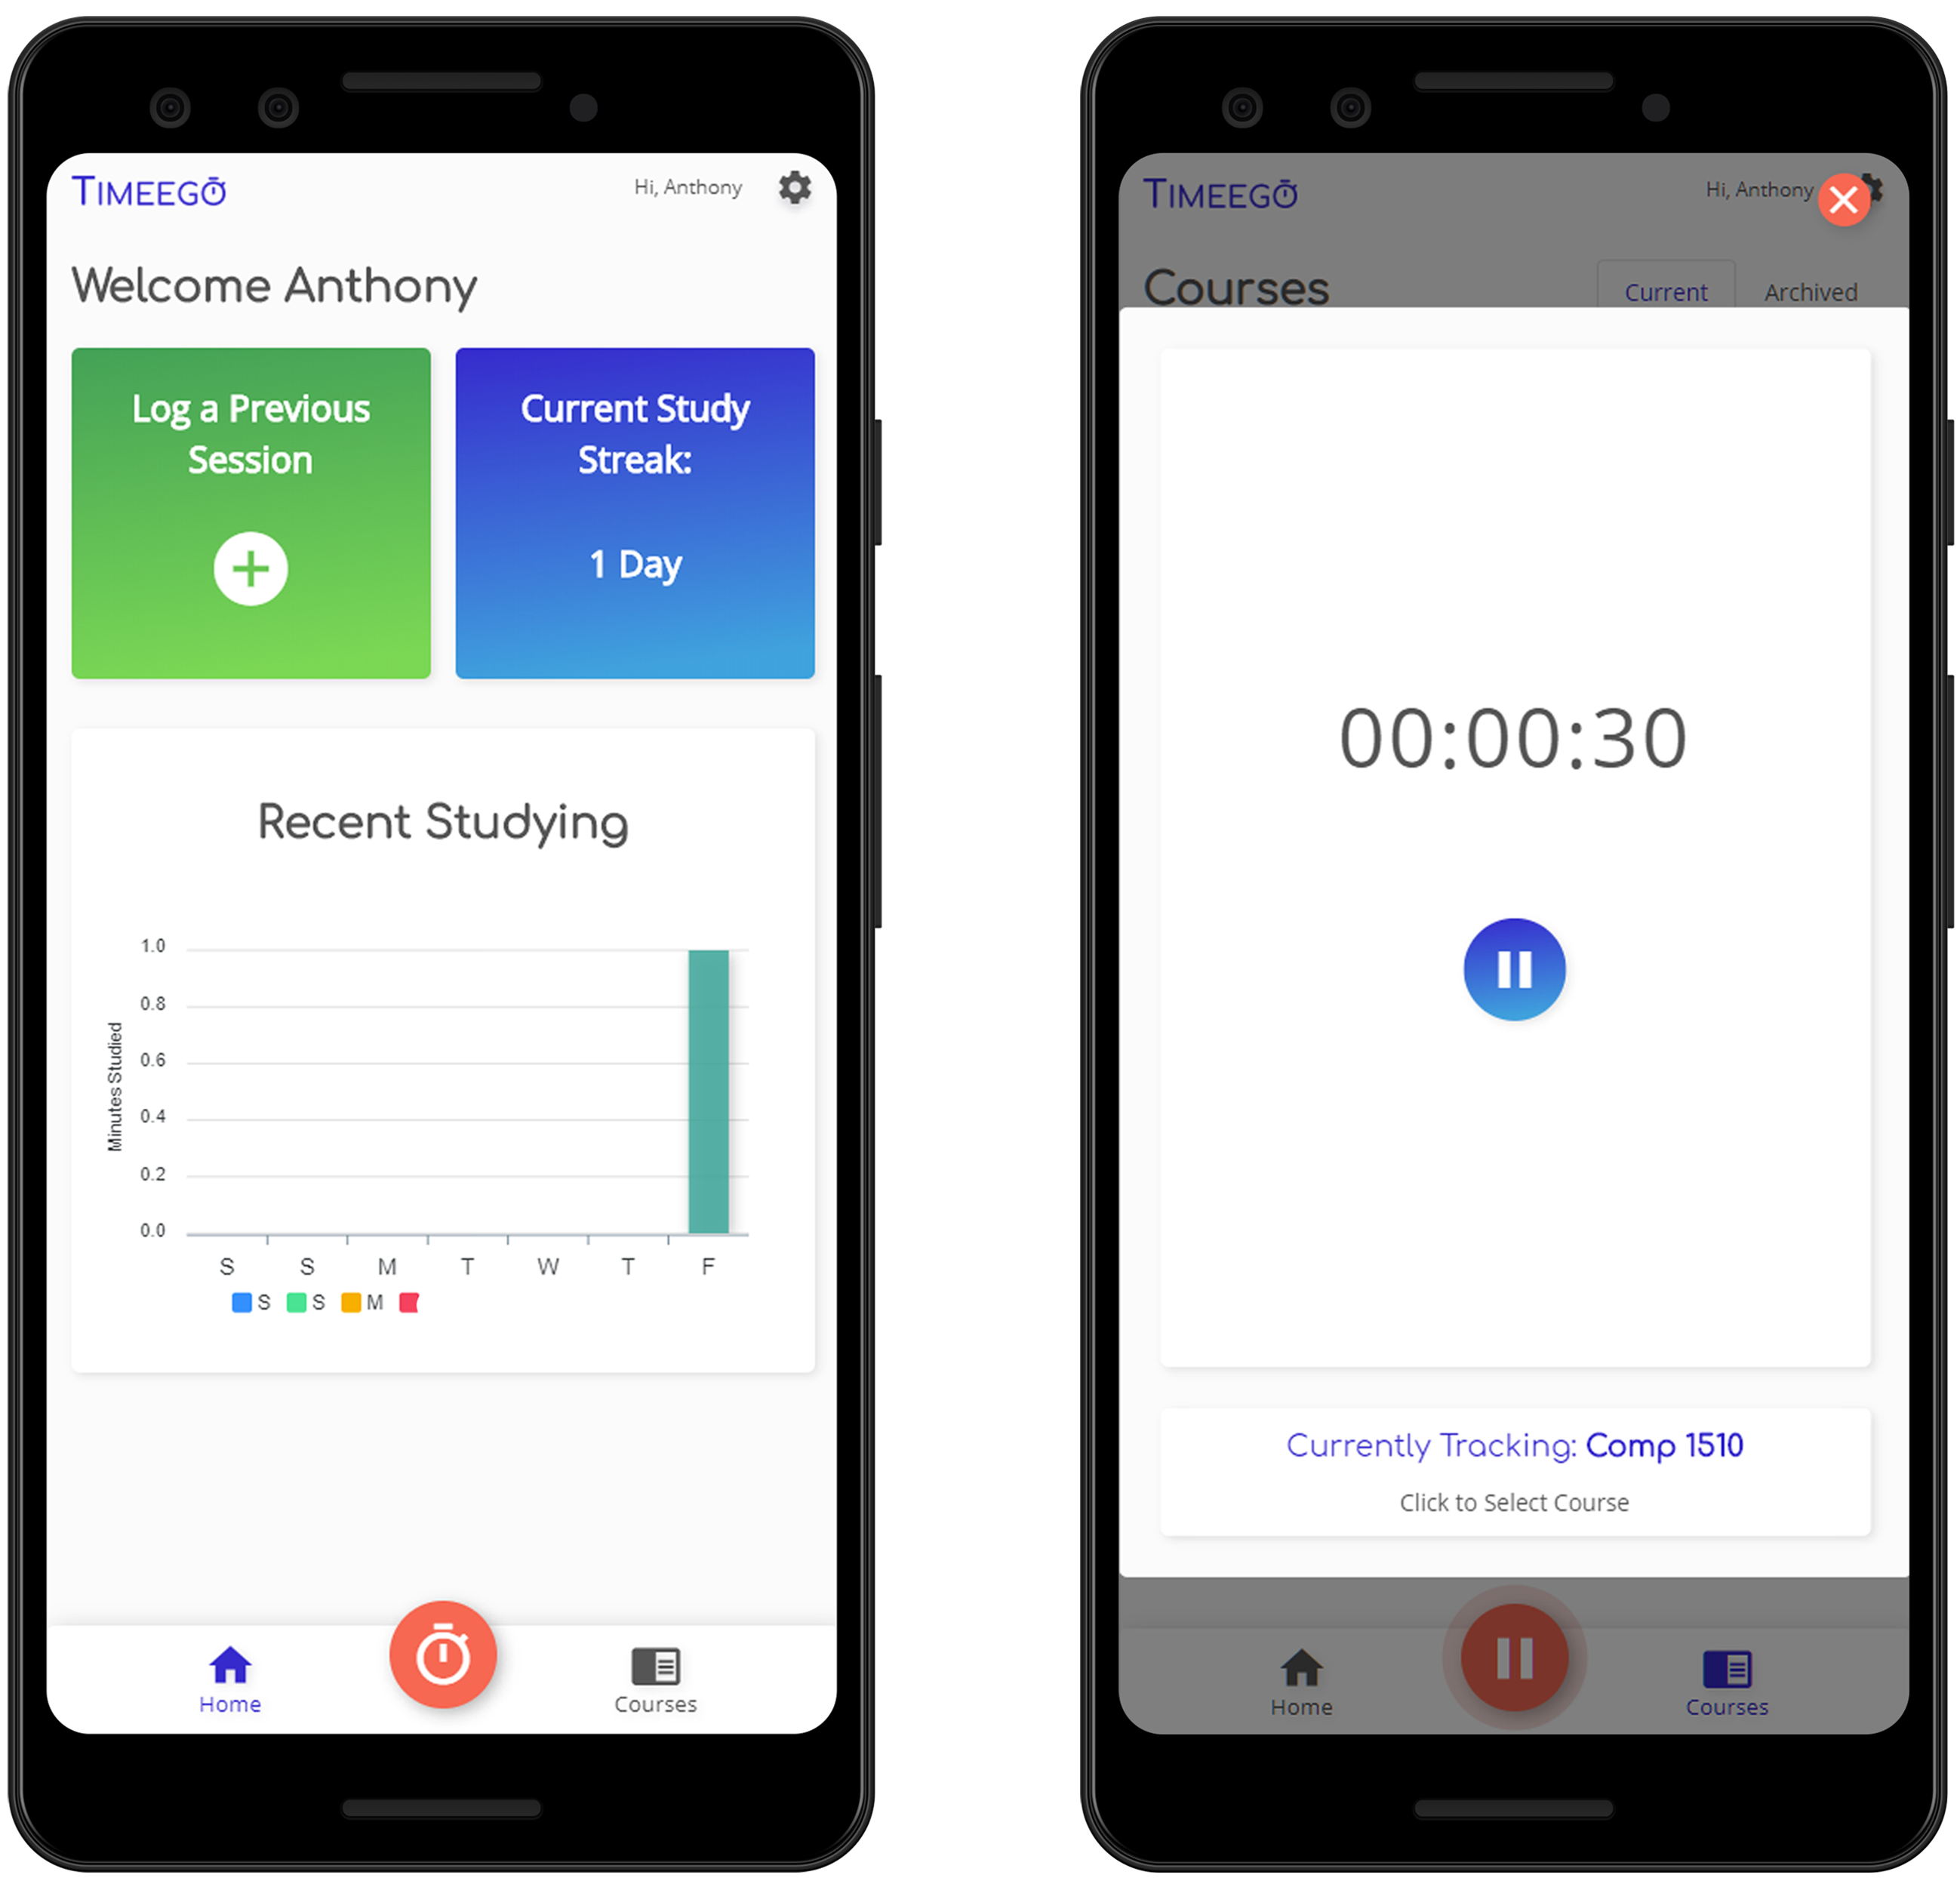 TIMEEGO
Hi, Anthony
Welcome Anthony
Log a Previous
Session
Current Study
Streak:
1 Day
Recent Studying
Minutes Studied
1.0
0.8
0.6
0.4
0.2
0.0
S S M T W T F
S S M
Home
Courses
TIMEEGO
Hi, Anthony
Courses
Current
Archived
00:00:30
Currently Tracking: Comp 1510
Click to Select Course
Home
Courses